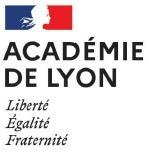 ACADÉMIE
DE LYON
Liberté
Égalité
Fraternité